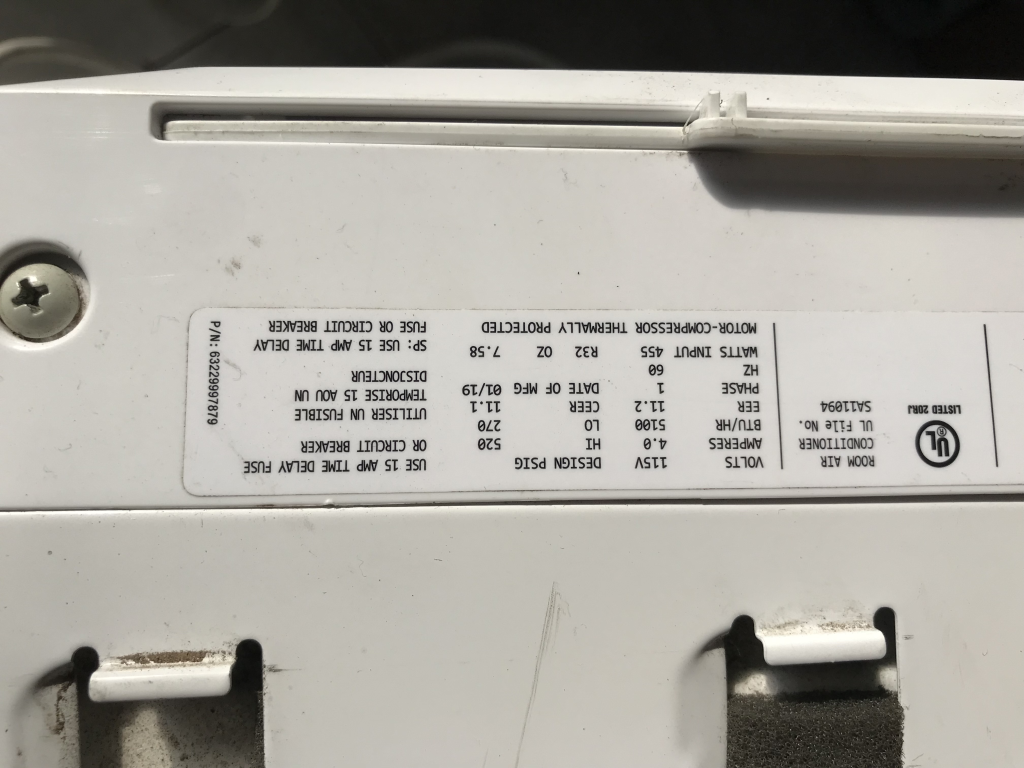 UL®
LISTED 20RJ
ROOM AIR
CONDITIONER
UL File No.
SA11094
VOLTS 115V DESIGN PSIG
AMPERES 4.0 HI 520
BTU/HR 5100 LO 270
EER 11.2 CEER 11.1
PHASE 1 DATE OF MFG 01/19
HZ 60
WATTS INPUT 455 R32 OZ 7.58
MOTOR-COMPRESSOR THERMALLY PROTECTED
USE 15 AMP TIME DELAY FUSE
OR CIRCUIT BREAKER
UTILISER UN FUSIBLE
TEMPORISE 15 AOU UN
DISJONCTEUR
SP: USE 15 AMP TIME DELAY
FUSE OR CIRCUIT BREAKER
P/N: 63229997879